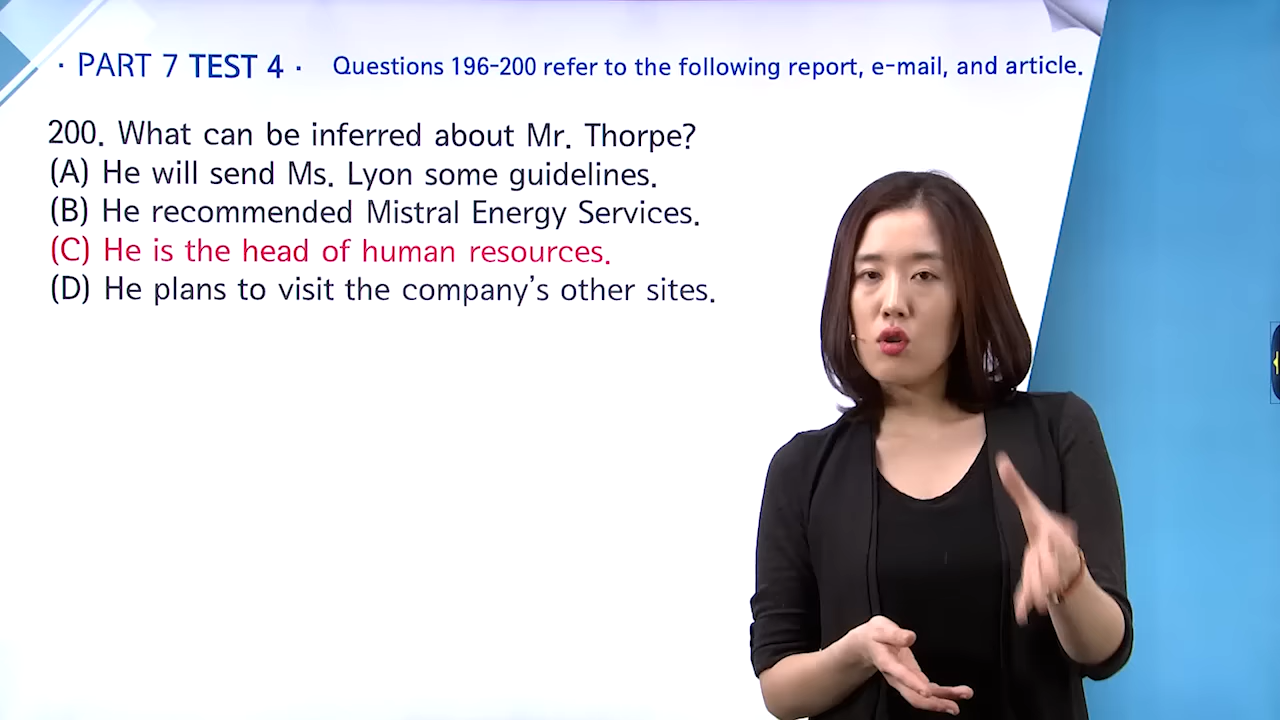 · PART 7 TEST 4 · Questions 196-200 refer to the following report, e-mail, and article.
200. What can be inferred about Mr. Thorpe?
(A) He will send Ms. Lyon some guidelines.
(B) He recommended Mistral Energy Services.
(C) He is the head of human resources.
(D) He plans to visit the company's other sites.